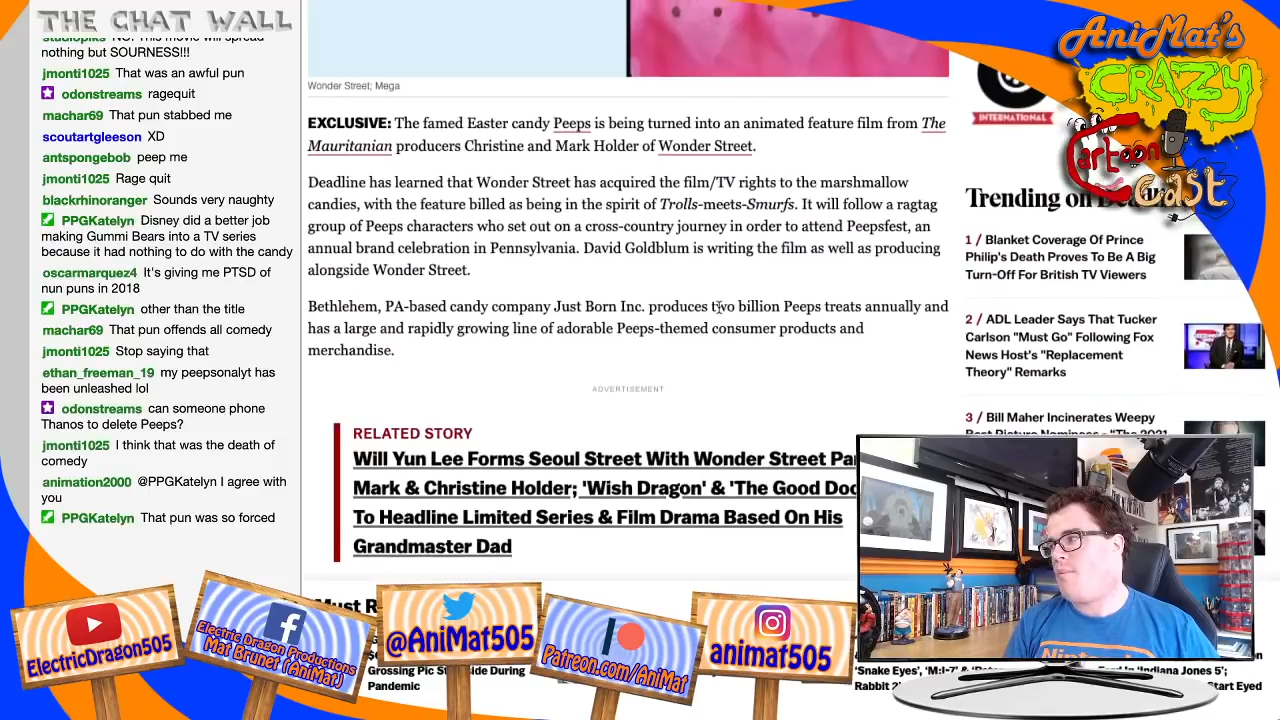 THE CHAT WALL
nothing but SOURNESS!!!
jmonti1025 That was an awful pun
odonstreams ragequit
machar69 That pun stabbed me
scoutartgleeson XD
antspongebob peep me
jmonti1025 Rage quit
blackrhinoranger Sounds very naughty
PPGKatelyn Disney did a better job
making Gummi Bears into a TV series
because it had nothing to do with the candy
oscarmarquez4 It's giving me PTSD of
nun puns in 2018
PPGKatelyn other than the title
machar69 That pun offends all comedy
jmonti1025 Stop saying that
ethan_freeman_19 my peepsonalyt has
been unleashed lol
odonstreams can someone phone
Thanos to delete Peeps?
jmonti1025 I think that was the death of
comedy
animation2000 @PPGKatelyn I agree with
you
PPGKatelyn That pun was so forced
Wonder Street; Mega
EXCLUSIVE: The famed Easter candy Peeps is being turned into an animated feature film from The
Mauritanian producers Christine and Mark Holder of Wonder Street.
Deadline has learned that Wonder Street has acquired the film/TV rights to the marshmallow
candies, with the feature billed as being in the spirit of Trolls-meets-Smurfs. It will follow a ragtag
group of Peeps characters who set out on a cross-country journey in order to attend Peepsfest, an
annual brand celebration in Pennsylvania. David Goldblum is writing the film as well as producing
alongside Wonder Street.
Bethlehem, PA-based candy company Just Born Inc. produces two billion Peeps treats annually and
has a large and rapidly growing line of adorable Peeps-themed consumer products and
merchandise.
ADVERTISEMENT
RELATED STORY
Will Yun Lee Forms Seoul Street With Wonder Street Par
Mark & Christine Holder; 'Wish Dragon' & 'The Good Doc
To Headline Limited Series & Film Drama Based On His
Grandmaster Dad
Must R
Grossing Pic
ide During
Pandemic
INTERNATIONAL
AniMat's
CRAZY
Cartoon
Cast
Trending on
1 / Blanket Coverage Of Prince
Philip's Death Proves To Be A Big
Turn-Off For British TV Viewers
2 / ADL Leader Says That Tucker
Carlson "Must Go" Following Fox
News Host's "Replacement
Theory" Remarks
3 / Bill Maher Incinerates Weepy
'Snake Eyes', 'M:I-7' &
Rabbit 2'
'Indiana Jones 5';
tart Eyed
ElectricDragon505
Electric Dragon Productions
Mat Brunet (AniMat)
@AniMat505
Patreon.com/AniMat
animat505